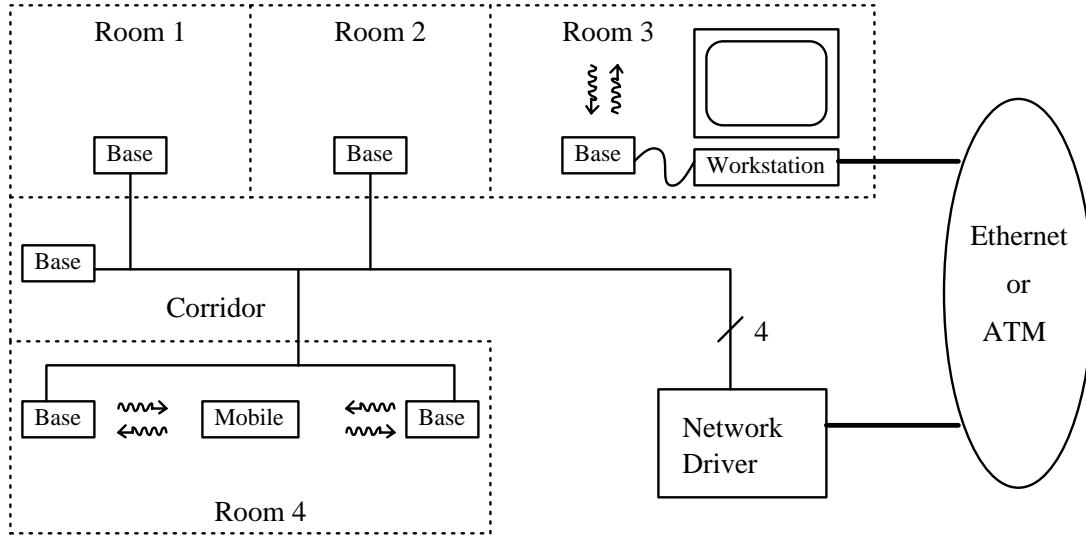 Room 1
Room 2
Room 3
Base
Base
Base
Workstation
Base
Corridor
Ethernet
or
ATM
4
Base
Mobile
Base
Network
Driver
Room 4